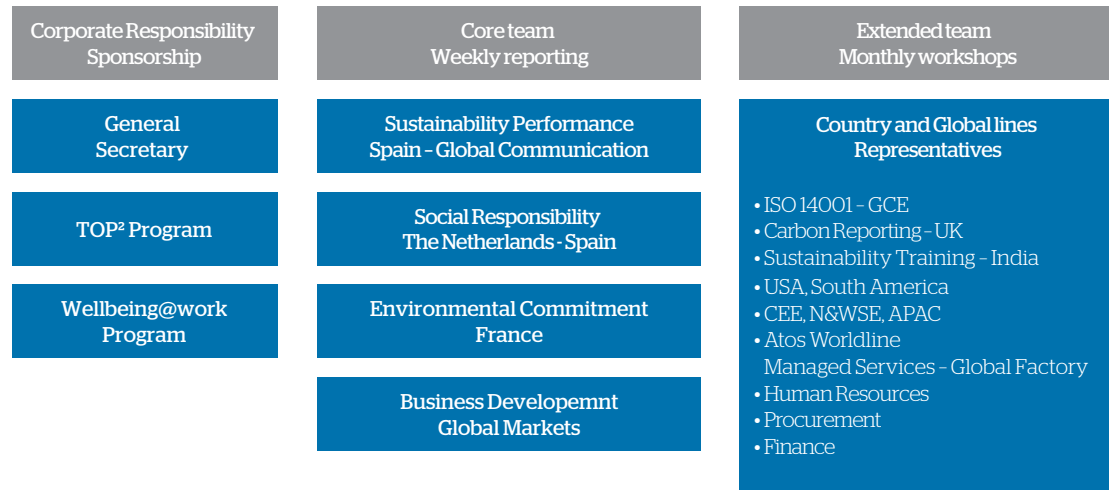 Corporate Responsibility
Sponsorship
General
Secretary
TOP² Program
Wellbeing@work
Program
Core team
Weekly reporting
Sustainability Performance
Spain – Global Communication
Social Responsibility
The Netherlands - Spain
Environmental Commitment
France
Business Developemnt
Global Markets
Extended team
Monthly workshops
Country and Global lines
Representatives
• ISO 14001 – GCE
• Carbon Reporting – UK
• Sustainability Training – India
• USA, South America
• CEE, N&WSE, APAC
• Atos Worldline
Managed Services – Global Factory
• Human Resources
• Procurement
• Finance